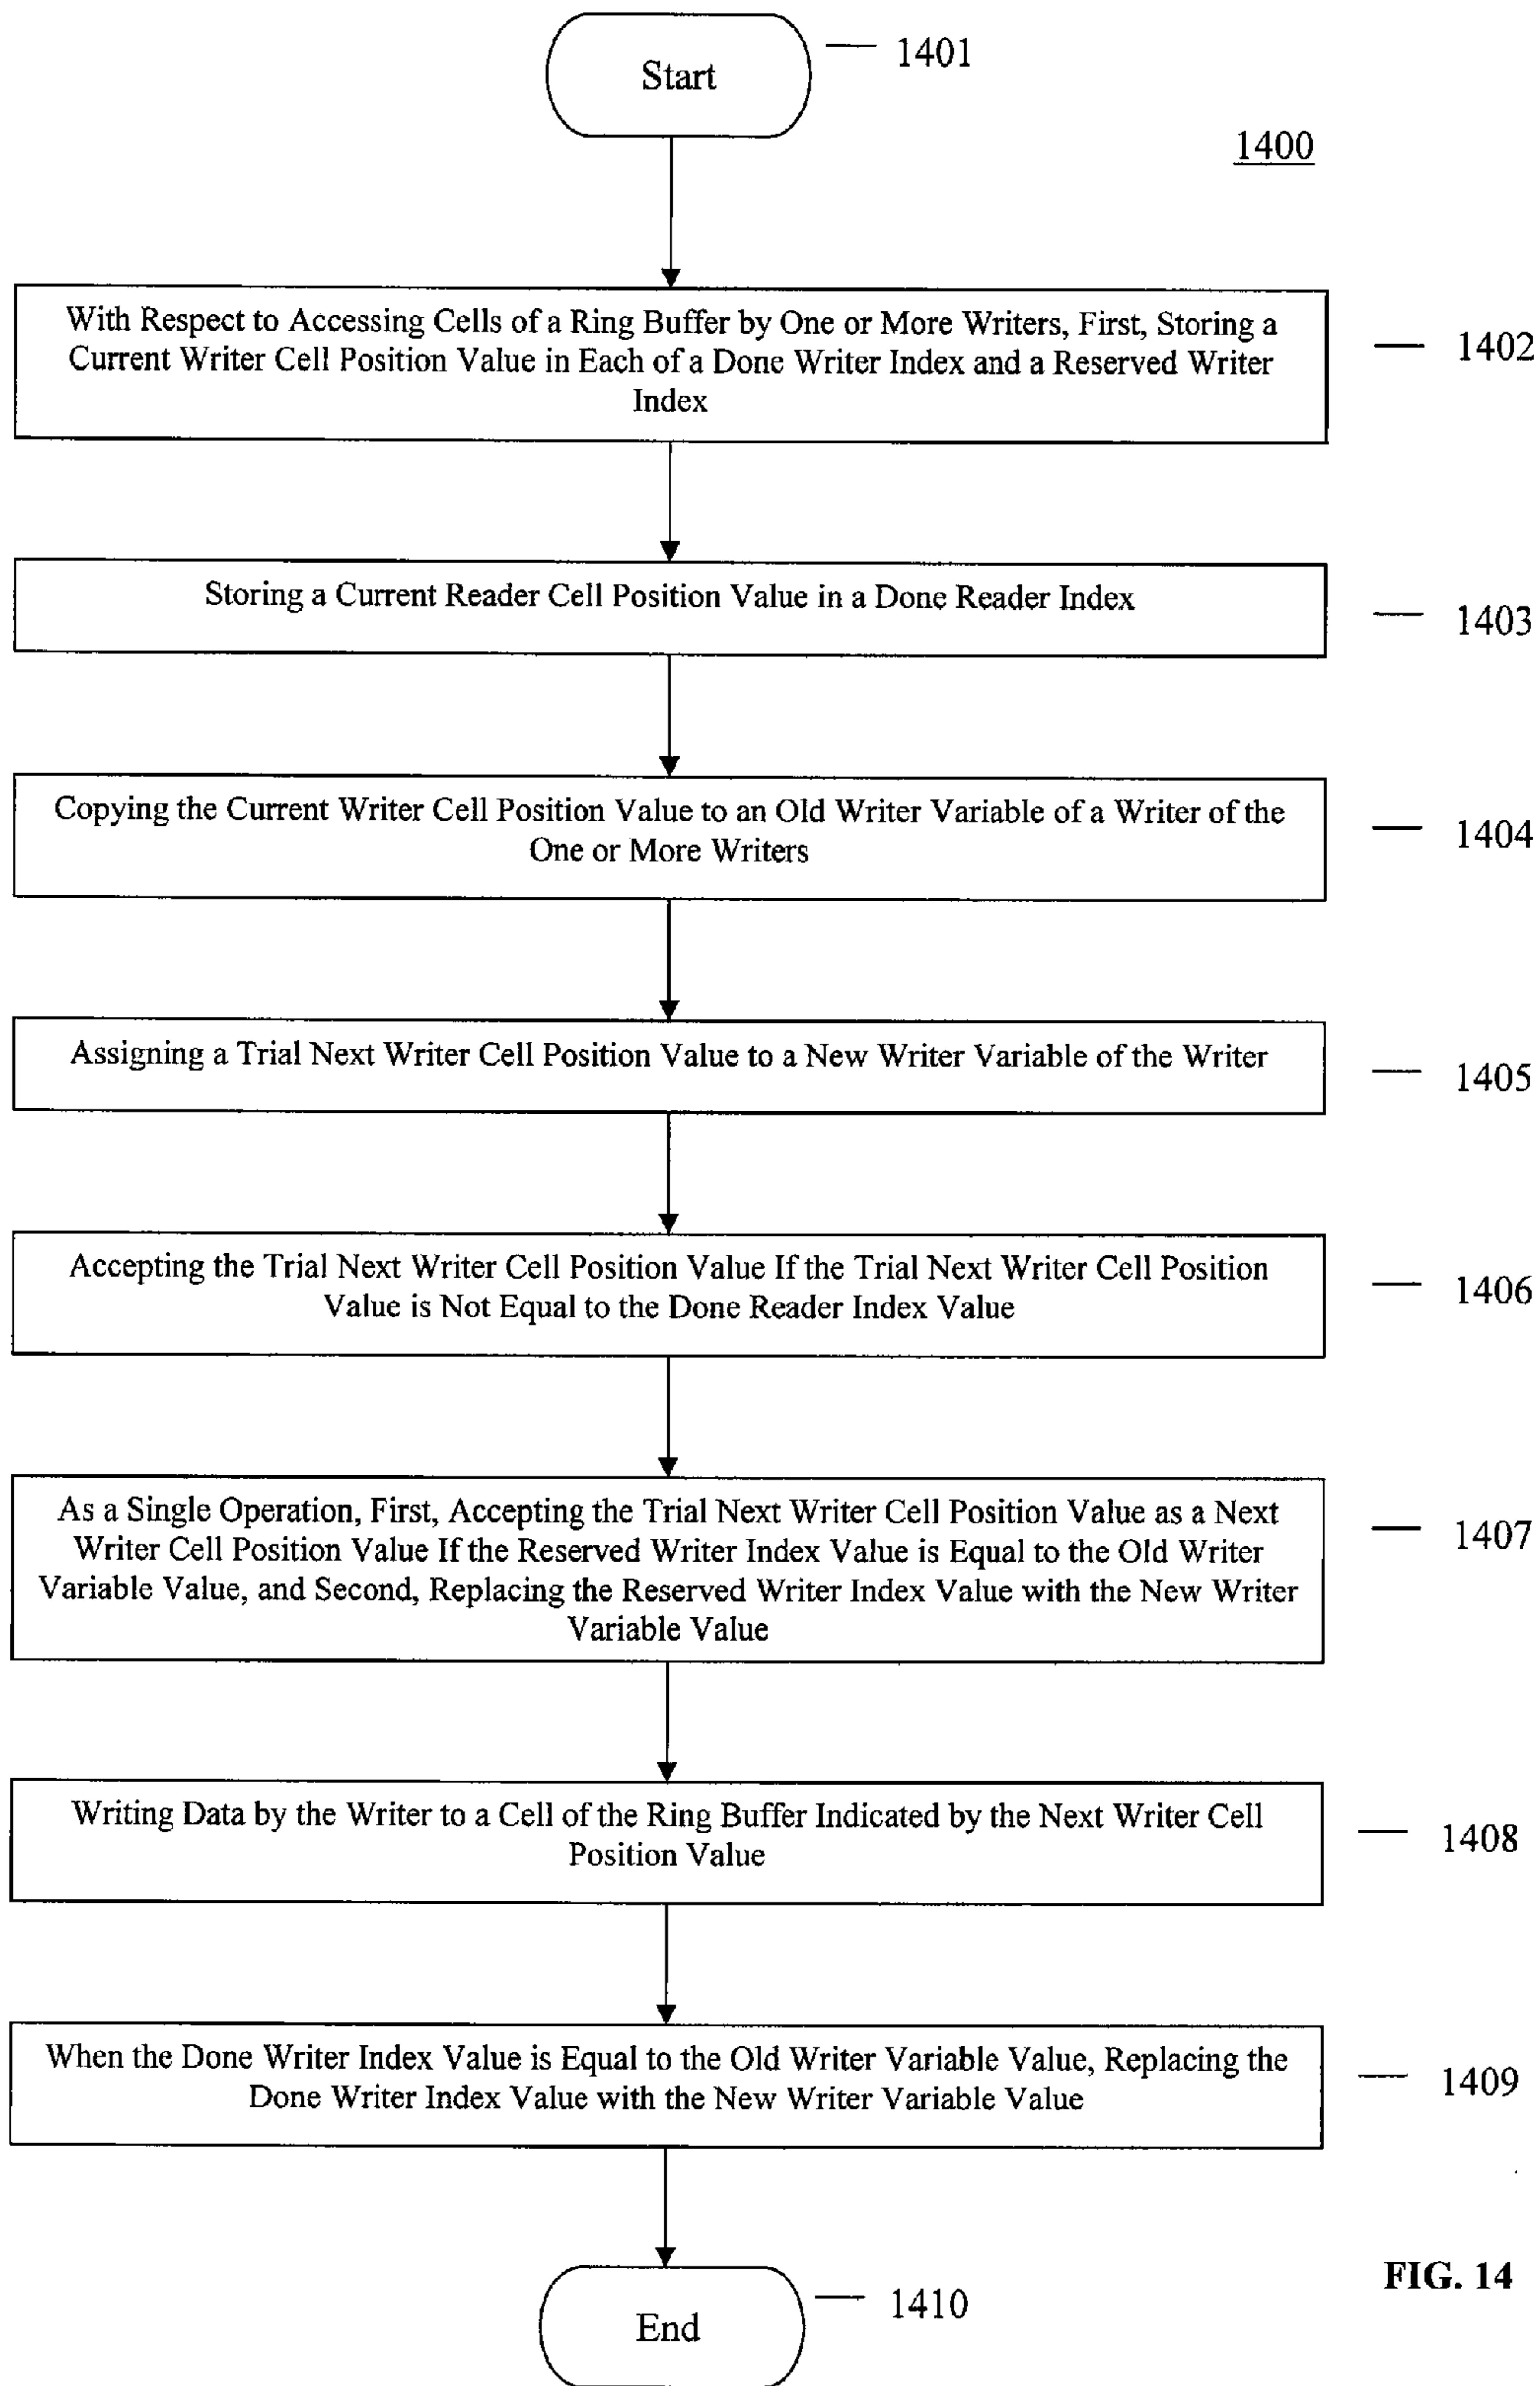 Start
1401
1400
With Respect to Accessing Cells of a Ring Buffer by One or More Writers, First, Storing a
Current Writer Cell Position Value in Each of a Done Writer Index and a Reserved Writer
Index
1402
Storing a Current Reader Cell Position Value in a Done Reader Index
1403
Copying the Current Writer Cell Position Value to an Old Writer Variable of a Writer of the
One or More Writers
1404
Assigning a Trial Next Writer Cell Position Value to a New Writer Variable of the Writer
1405
Accepting the Trial Next Writer Cell Position Value If the Trial Next Writer Cell Position
Value is Not Equal to the Done Reader Index Value
1406
As a Single Operation, First, Accepting the Trial Next Writer Cell Position Value as a Next
Writer Cell Position Value If the Reserved Writer Index Value is Equal to the Old Writer
Variable Value, and Second, Replacing the Reserved Writer Index Value with the New Writer
Variable Value
1407
Writing Data by the Writer to a Cell of the Ring Buffer Indicated by the Next Writer Cell
Position Value
1408
When the Done Writer Index Value is Equal to the Old Writer Variable Value, Replacing the
Done Writer Index Value with the New Writer Variable Value
1409
End
1410
FIG. 14